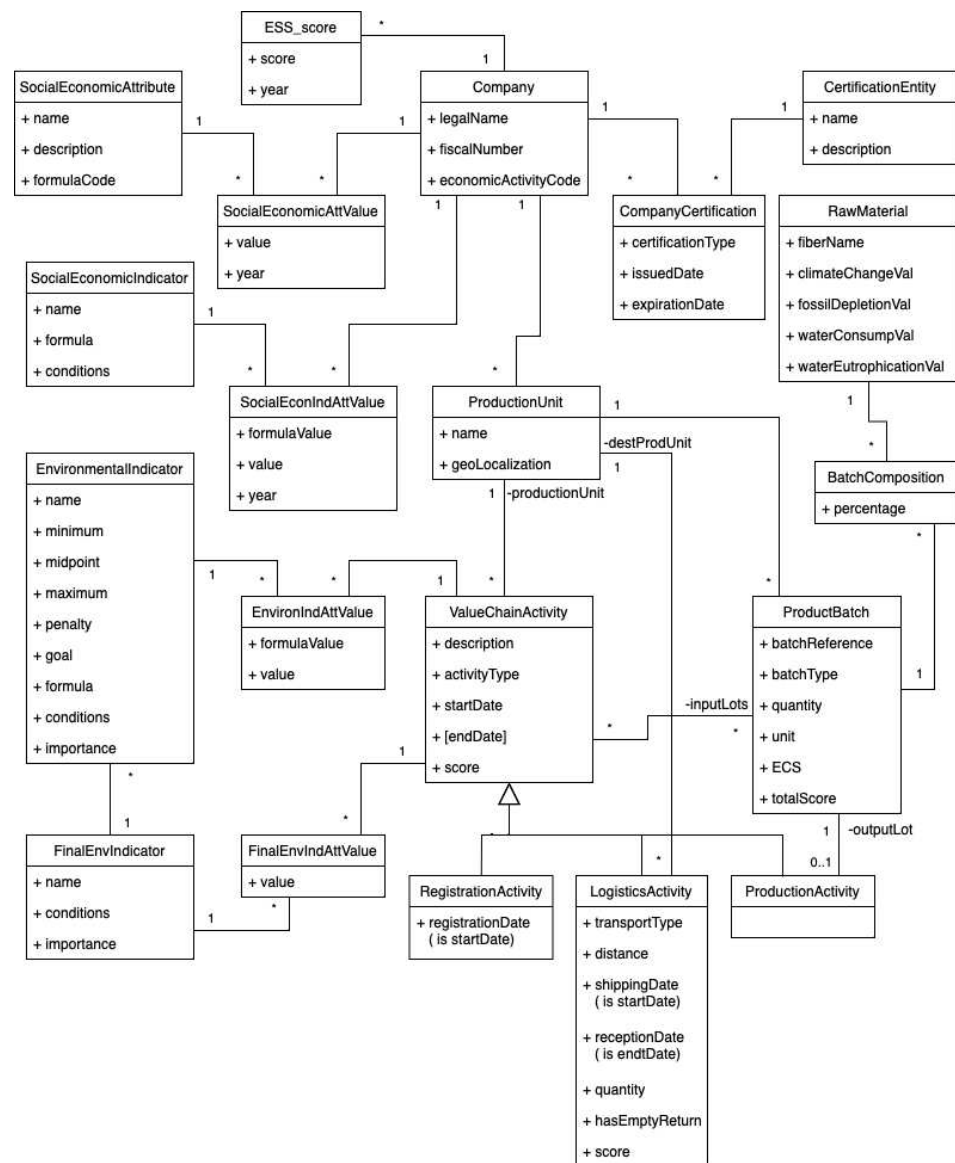 ESS_score
+ score
+ year
*
1
SocialEconomicAttribute
+ name
+ description
+ formulaCode
1
*
Company
+ legalName
+ fiscalNumber
+ economicActivityCode
1
*
1
1
1
*
CertificationEntity
+ name
+ description
1
*
SocialEconomicAttValue
+ value
+ year
CompanyCertification
+ certificationType
+ issuedDate
+ expirationDate
RawMaterial
+ fiberName
+ climateChangeVal
+ fossilDepletionVal
+ waterConsumpVal
+ waterEutrophicationVal
1
*
SocialEconomicIndicator
+ name
+ formula
+ conditions
1
*
*
*
SocialEconIndAttValue
+ formulaValue
+ value
+ year
ProductionUnit
+ name
+ geoLocalization
1
-destProdUnit
1
1
-productionUnit
*
BatchComposition
+ percentage
*
EnvironmentalIndicator
+ name
+ minimum
+ midpoint
+ maximum
+ penalty
+ goal
+ formula
+ conditions
+ importance
1
*
*
1
*
EnvironIndAttValue
+ formulaValue
+ value
ValueChainActivity
+ description
+ activityType
+ startDate
+ [endDate]
+ score
ProductBatch
+ batchReference
+ batchType
+ quantity
+ unit
+ ECS
+ totalScore
1
-inputLots
*
*
1
*
*
1
1
-outputLot
0..1
FinalEnvIndicator
+ name
+ conditions
+ importance
1
*
FinalEnvIndAttValue
+ value
RegistrationActivity
+ registrationDate
( is startDate)
*
LogisticsActivity
+ transportType
+ distance
+ shippingDate
( is startDate)
+ receptionDate
( is endtDate)
+ quantity
+ hasEmptyReturn
+ score
ProductionActivity